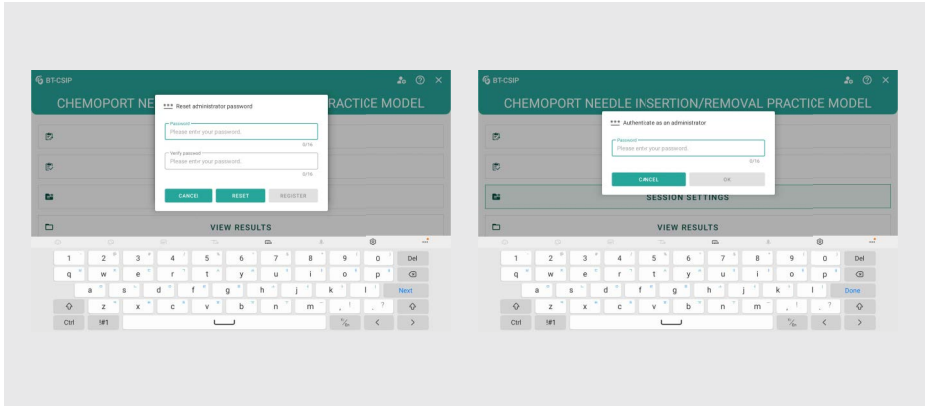 BT-CSIP
CHEMOPORT NE
RACTICE MODEL
*** Reset administrator password
Password
Please enter your password.
0/16
Verify password
Please enter your password.
0/16
CANCEL RESET REGISTER
VIEW RESULTS
1 2 3 4 5 6 7 8 9 0 Del
q w e r t y u i o p
a s d f g h j k l Next
z x c v b n m , ! . ?
Ctrl !#1 < >
BT-CSIP
CHEMOPORT NEEDLE INSERTION/REMOVAL PRACTICE MODEL
*** Authenticate as an administrator
Password
Please enter your password.
0/16
CANCEL OK
SESSION SETTINGS
VIEW RESULTS
1 2 3 4 5 6 7 8 9 0 Del
q w e r t y u i o p
a s d f g h j k l Done
z x c v b n m , ! . ?
Ctrl !#1 < >